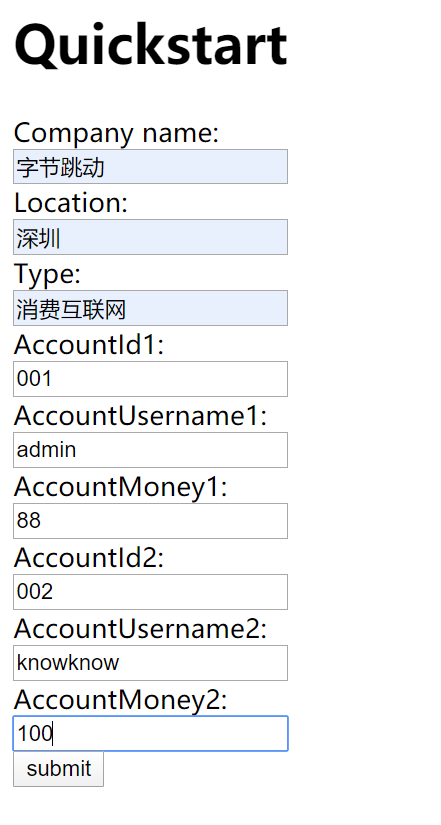 Quickstart
Company name:
字节跳动
Location:
深圳
Type:
消费互联网
AccountId1:
001
AccountUsername1:
admin
AccountMoney1:
88
AccountId2:
002
AccountUsername2:
knowknow
AccountMoney2:
100
submit